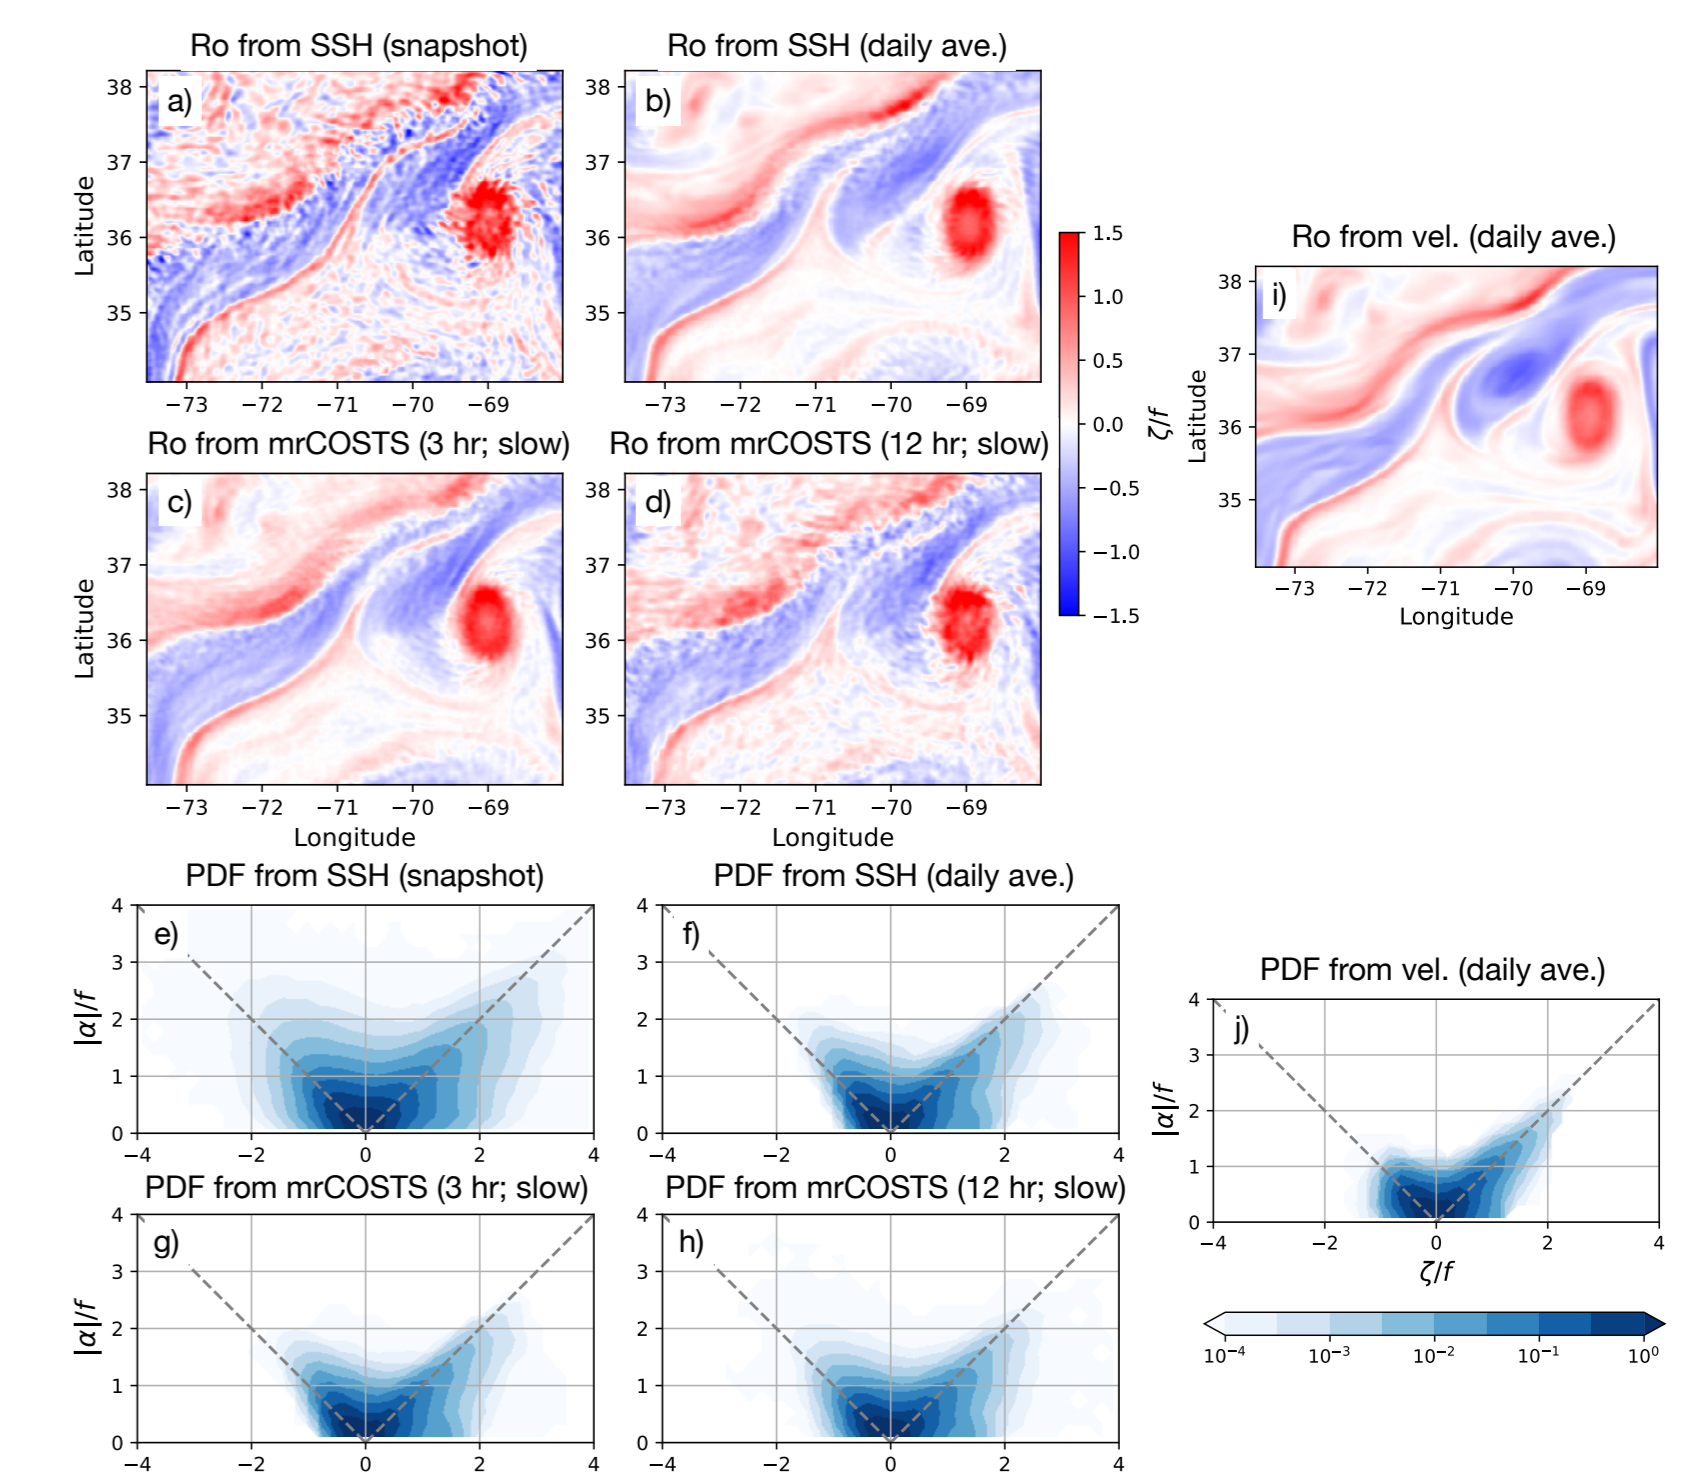 Ro from SSH (snapshot)
Ro from SSH (daily ave.)
a)
b)
38
37
36
35
Latitude
−73 −72 −71 −70 −69
38
37
36
35
−73 −72 −71 −70 −69
1.5
1.0
0.5
0.0
−0.5
−1.0
−1.5
ζ/f
Ro from vel. (daily ave.)
i)
38
37
36
35
Latitude
−73 −72 −71 −70 −69
Longitude
Ro from mrCOSTS (3 hr; slow)
Ro from mrCOSTS (12 hr; slow)
c)
d)
38
37
36
35
Latitude
−73 −72 −71 −70 −69
Longitude
38
37
36
35
−73 −72 −71 −70 −69
Longitude
PDF from SSH (snapshot)
PDF from SSH (daily ave.)
e)
f)
4
3
2
1
0
|α|/f
−4 −2 0 2 4
4
3
2
1
0
−4 −2 0 2 4
PDF from vel. (daily ave.)
j)
4
3
2
1
0
|α|/f
−4 −2 0 2 4
ζ/f
PDF from mrCOSTS (3 hr; slow)
PDF from mrCOSTS (12 hr; slow)
g)
h)
4
3
2
1
0
|α|/f
−4 −2 0 2 4
4
3
2
1
0
−4 −2 0 2 4
10⁻⁴ 10⁻³ 10⁻² 10⁻¹ 10⁰